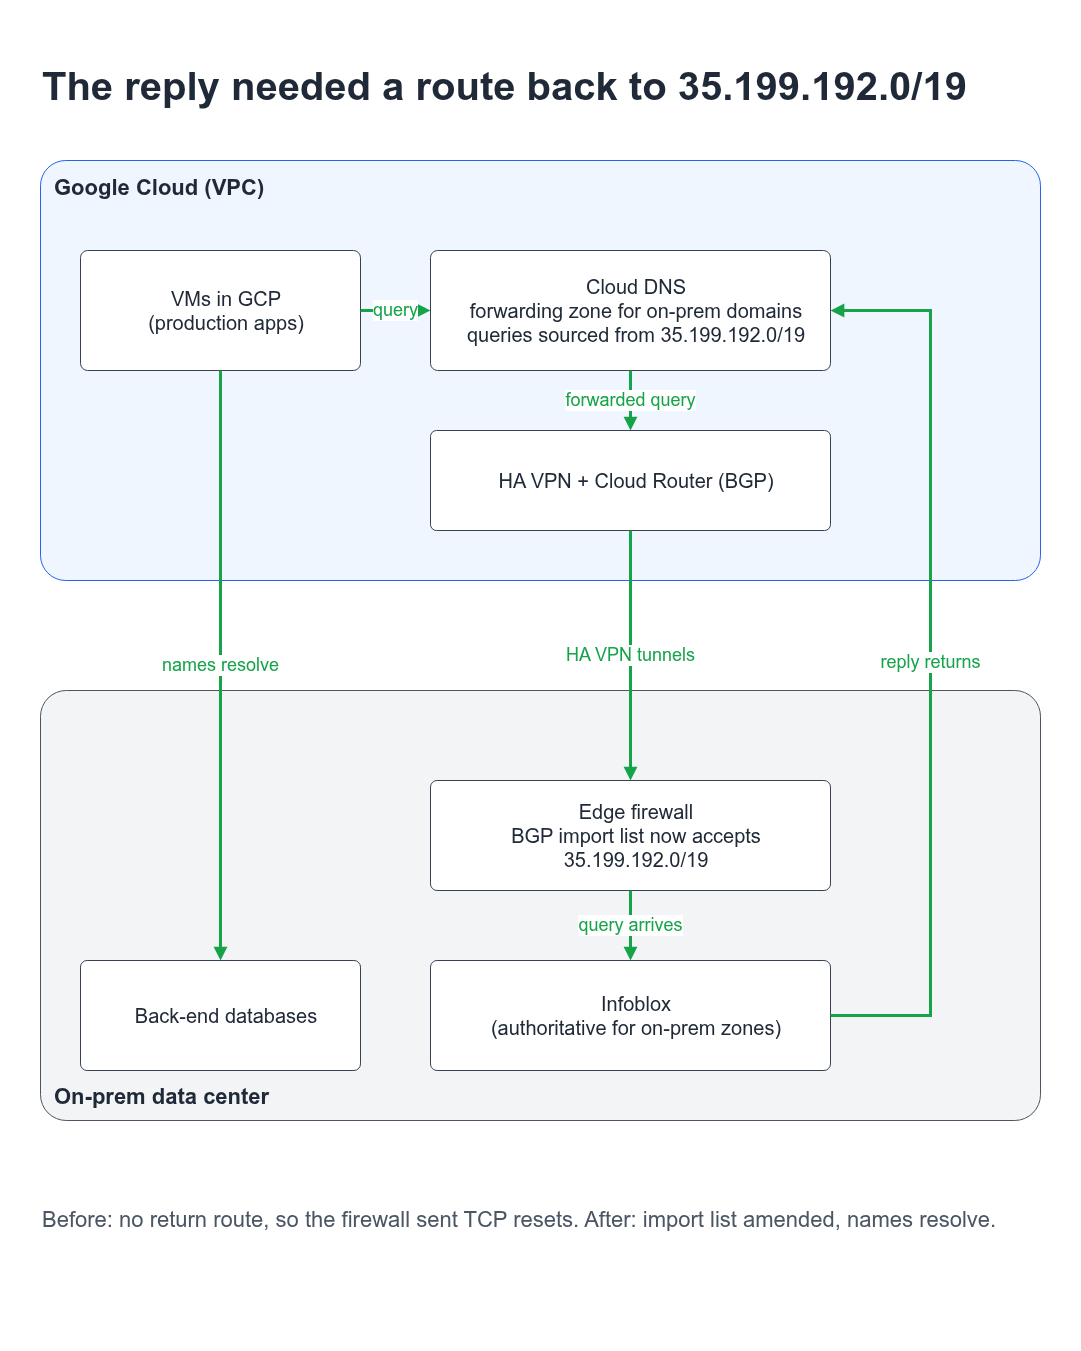 The reply needed a route back to 35.199.192.0/19
Google Cloud (VPC)
VMs in GCP
(production apps)
query
Cloud DNS
forwarding zone for on-prem domains
queries sourced from 35.199.192.0/19
forwarded query
HA VPN + Cloud Router (BGP)
names resolve
HA VPN tunnels
reply returns
Edge firewall
BGP import list now accepts
35.199.192.0/19
query arrives
Back-end databases
Infoblox
(authoritative for on-prem zones)
On-prem data center
Before: no return route, so the firewall sent TCP resets. After: import list amended, names resolve.